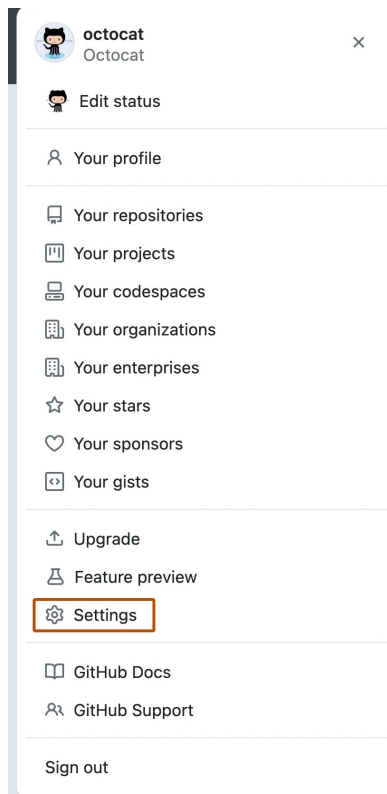 octocat
Octocat
Edit status
Your profile
Your repositories
Your projects
Your codespaces
Your organizations
Your enterprises
Your stars
Your sponsors
Your gists
Upgrade
Feature preview
Settings
GitHub Docs
GitHub Support
Sign out